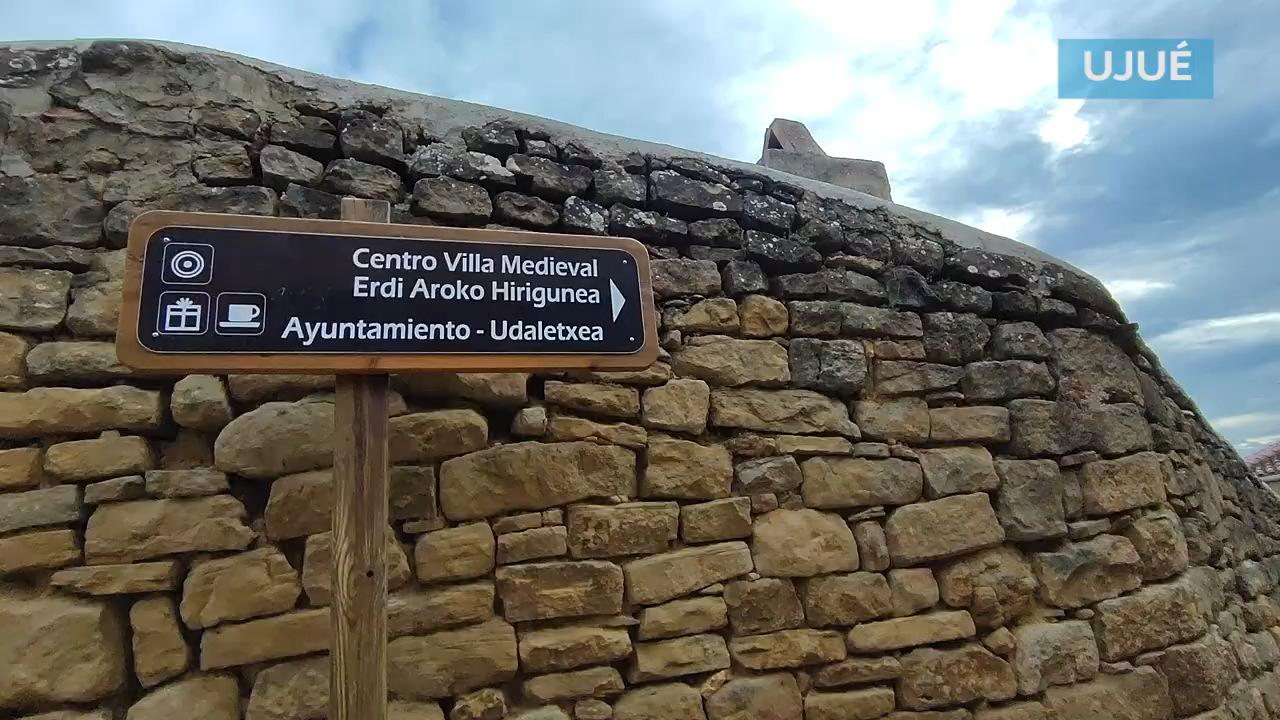 UJUÉ
Centro Villa Medieval
Erdi Aroko Hirigunea
Ayuntamiento - Udaletxea